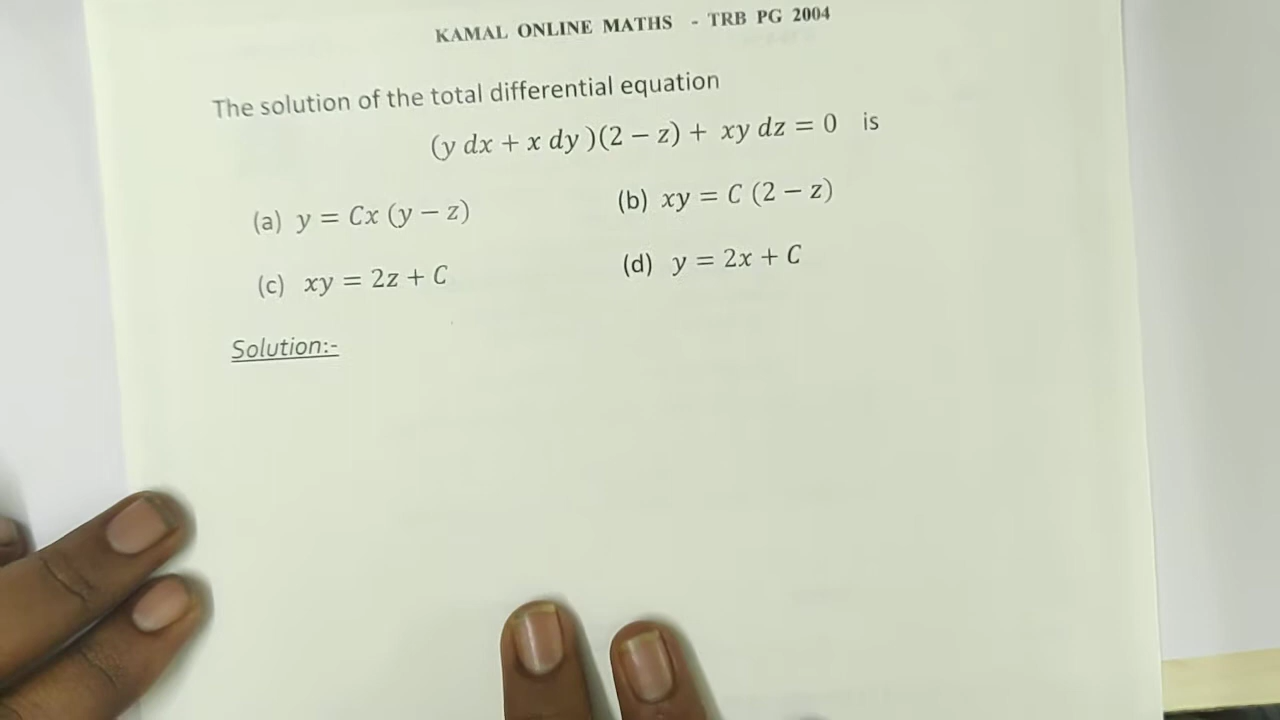 KAMAL ONLINE MATHS - TRB PG 2004
The solution of the total differential equation
(y dx + x dy )(2 − z) + xy dz = 0 is
(a) y = Cx (y − z) (b) xy = C (2 − z)
(c) xy = 2z + C (d) y = 2x + C
Solution:-